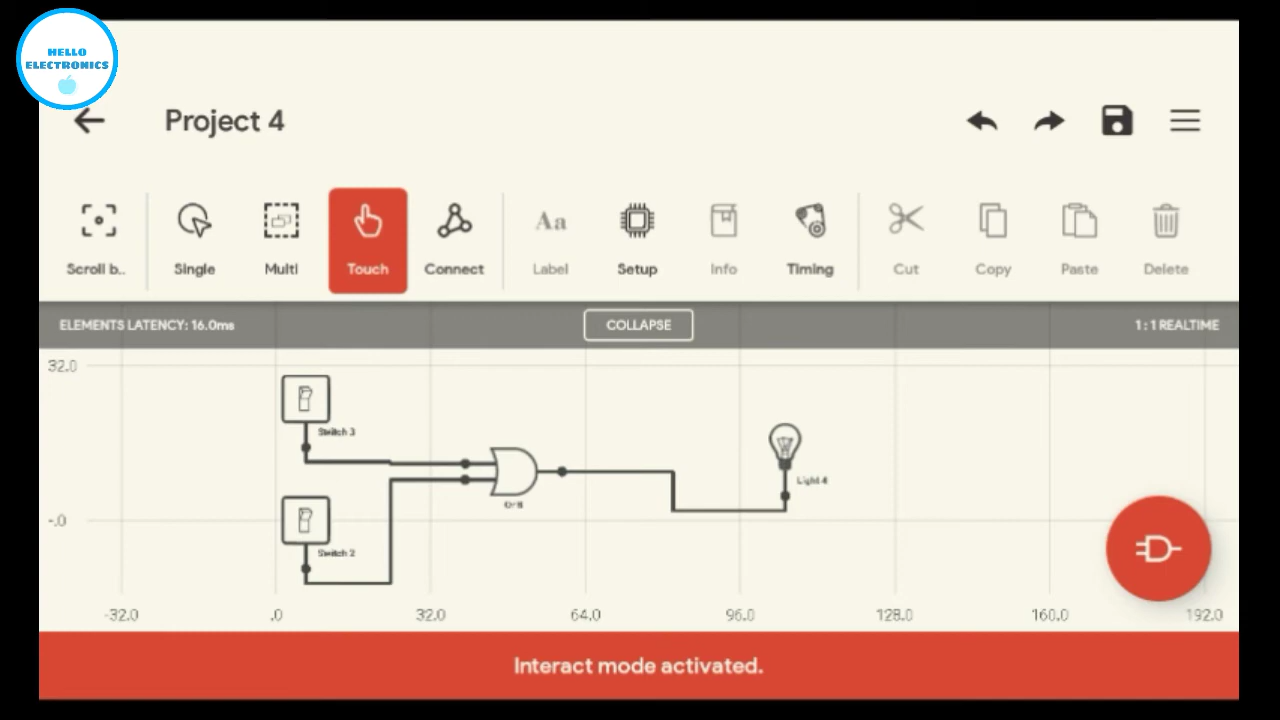 HELLO
ELECTRONICS
Project 4
Scroll b..
Single
Multi
Touch
Connect
Aa
Label
Setup
Info
Timing
Cut
Copy
Paste
Delete
ELEMENTS LATENCY: 16.0ms
COLLAPSE
1 : 1 REALTIME
32.0
Switch 3
Light 4
-.0
Switch 2
-32.0
.0
32.0
64.0
96.0
128.0
160.0
192.0
Interact mode activated.